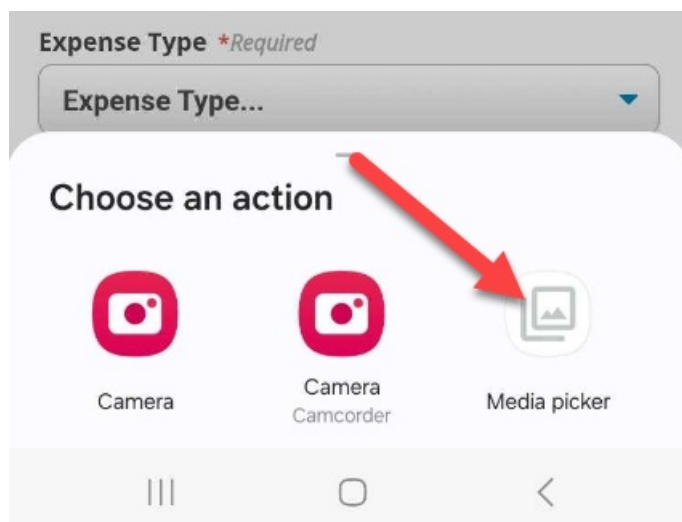 Expense Type *Required
Expense Type...
Choose an action
Camera
Camera
Camcorder
Media picker